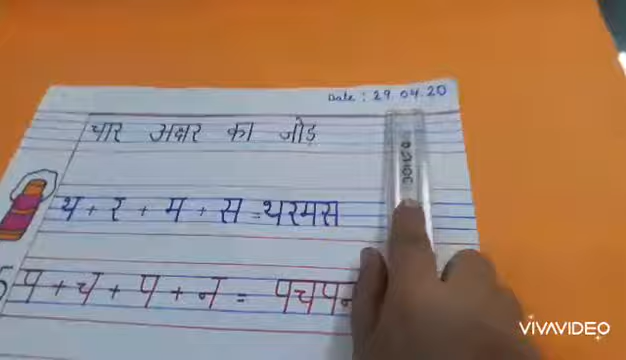 Date : 29.04.20
चार अक्षर का जोड़
थ + र + म + स = थरमस
प + च + प + न = पचपन
VIVAVIDEO